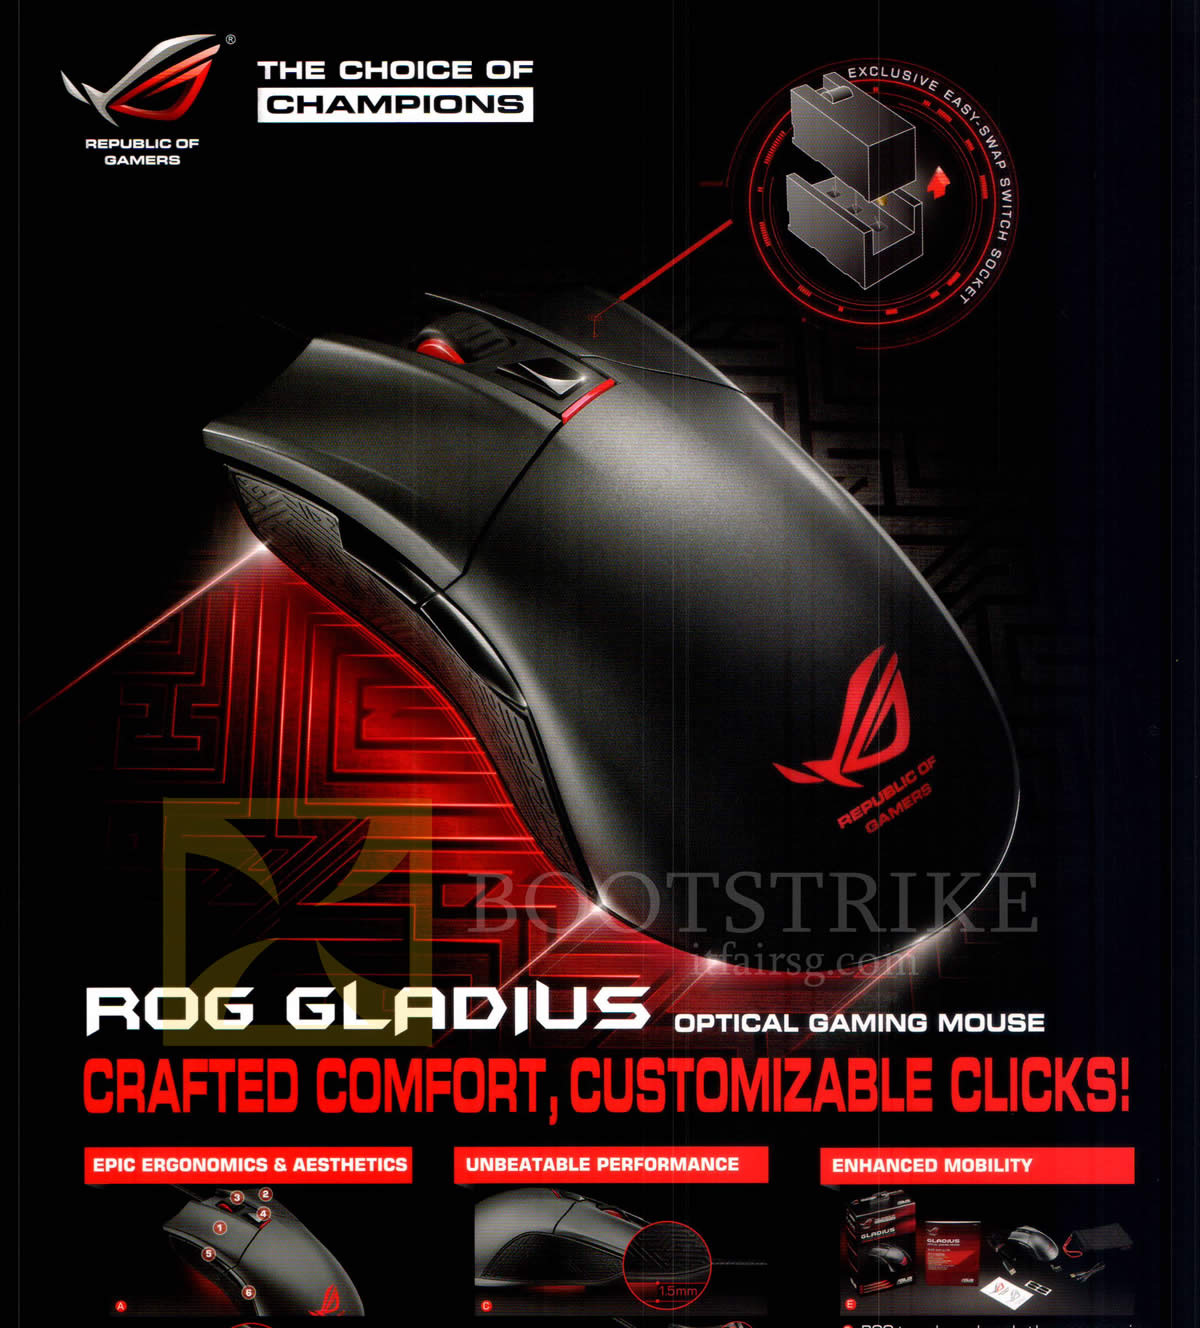 ®
REPUBLIC OF
GAMERS
THE CHOICE OF
CHAMPIONS
EXCLUSIVE EASY-SWAP SWITCH SOCKET
REPUBLIC OF
GAMERS
BOOTSTRIKE
itfairsg.com
ROG GLADIUS OPTICAL GAMING MOUSE
CRAFTED COMFORT, CUSTOMIZABLE CLICKS!
EPIC ERGONOMICS & AESTHETICS
1
2
3
4
5
6
A
UNBEATABLE PERFORMANCE
1.5mm
C
ENHANCED MOBILITY
GLADIUS
GLADIUS
E